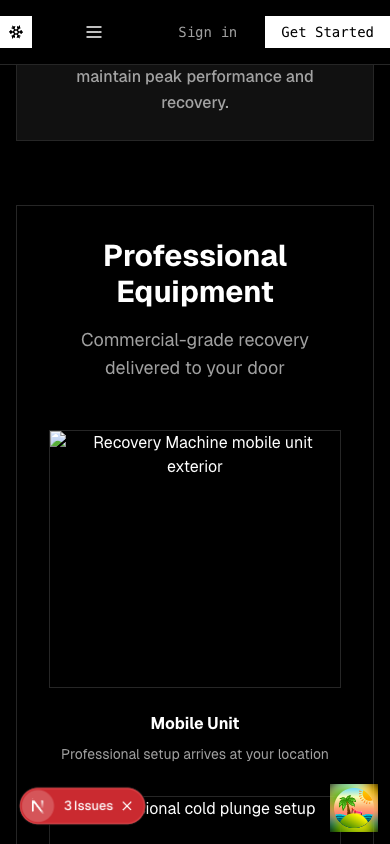 Sign in
Get Started
maintain peak performance and
recovery.
Professional
Equipment
Commercial-grade recovery
delivered to your door
Recovery Machine mobile unit
exterior
Mobile Unit
Professional setup arrives at your location
N 3 Issues
ional cold plunge setup